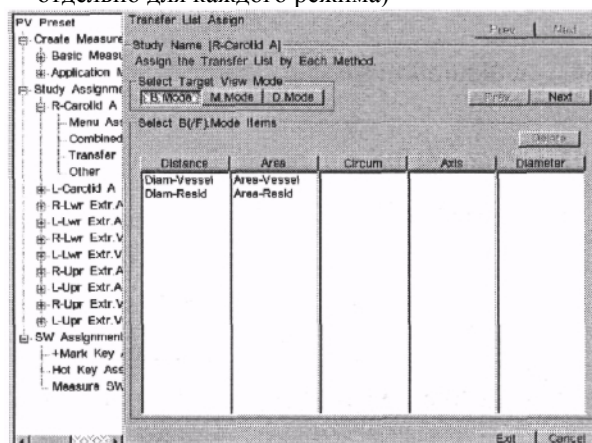 отдельно для каждого режима)
PV Preset
Create Measure
Basic Measu
Application M
Study Assignme
R-Carotid A
Menu Ass
Combined
Transfer
Other
L-Carotid A
R-Lwr Extr.A
L-Lwr Extr.A
R-Lwr Extr.V
L-Lwr Extr.V
R-Upr Extr.A
L-Upr Extr.A
R-Upr Extr.V
L-Upr Extr.V
SW Assignment
+Mark Key
Hot Key Ass
Measure SW
Transfer List Assign
Prev Next
Study Name [R-Carotid A]
Assign the Transfer List by Each Method.
Select Target View Mode
B.Mode M.Mode D.Mode
Prev Next
Select B(/F).Mode Items
Delete
Distance Area Circum Axis Diameter
Diam-Vessel Area-Vessel
Diam-Resid Area-Resid
Exit Cancel